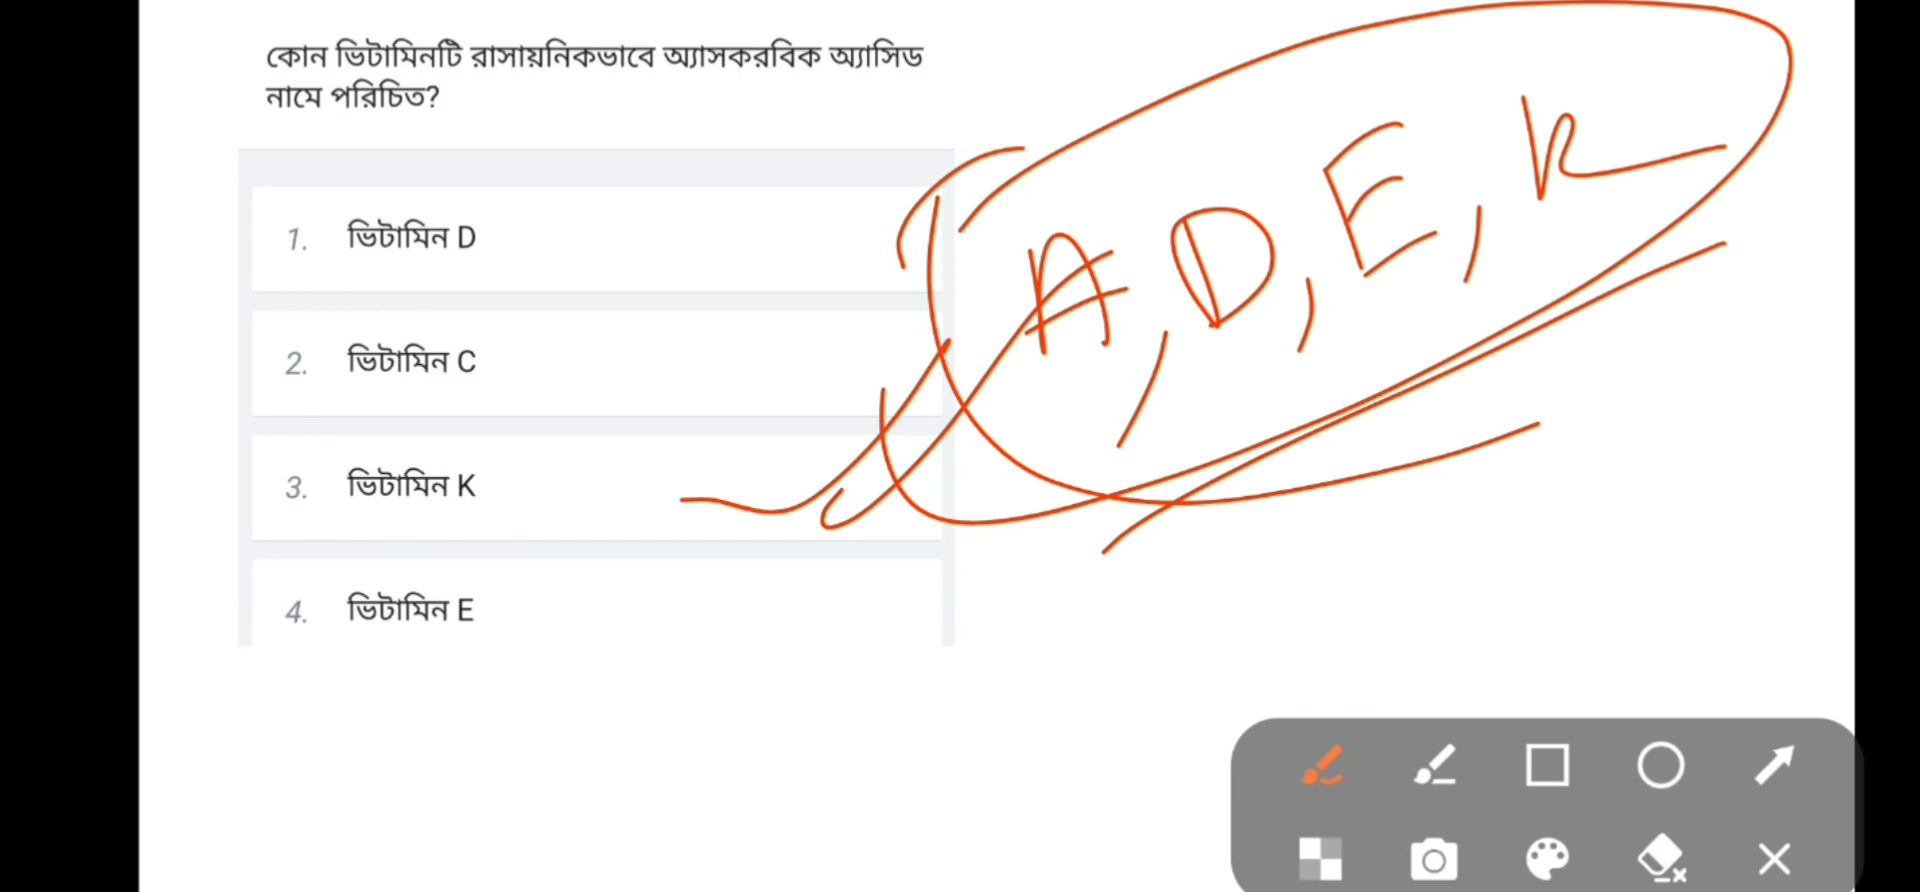 কোন ভিটামিনটি রাসায়নিকভাবে অ্যাসকরবিক অ্যাসিড
নামে পরিচিত?
1. ভিটামিন D
2. ভিটামিন C
3. ভিটামিন K
4. ভিটামিন E
A, D, E, K